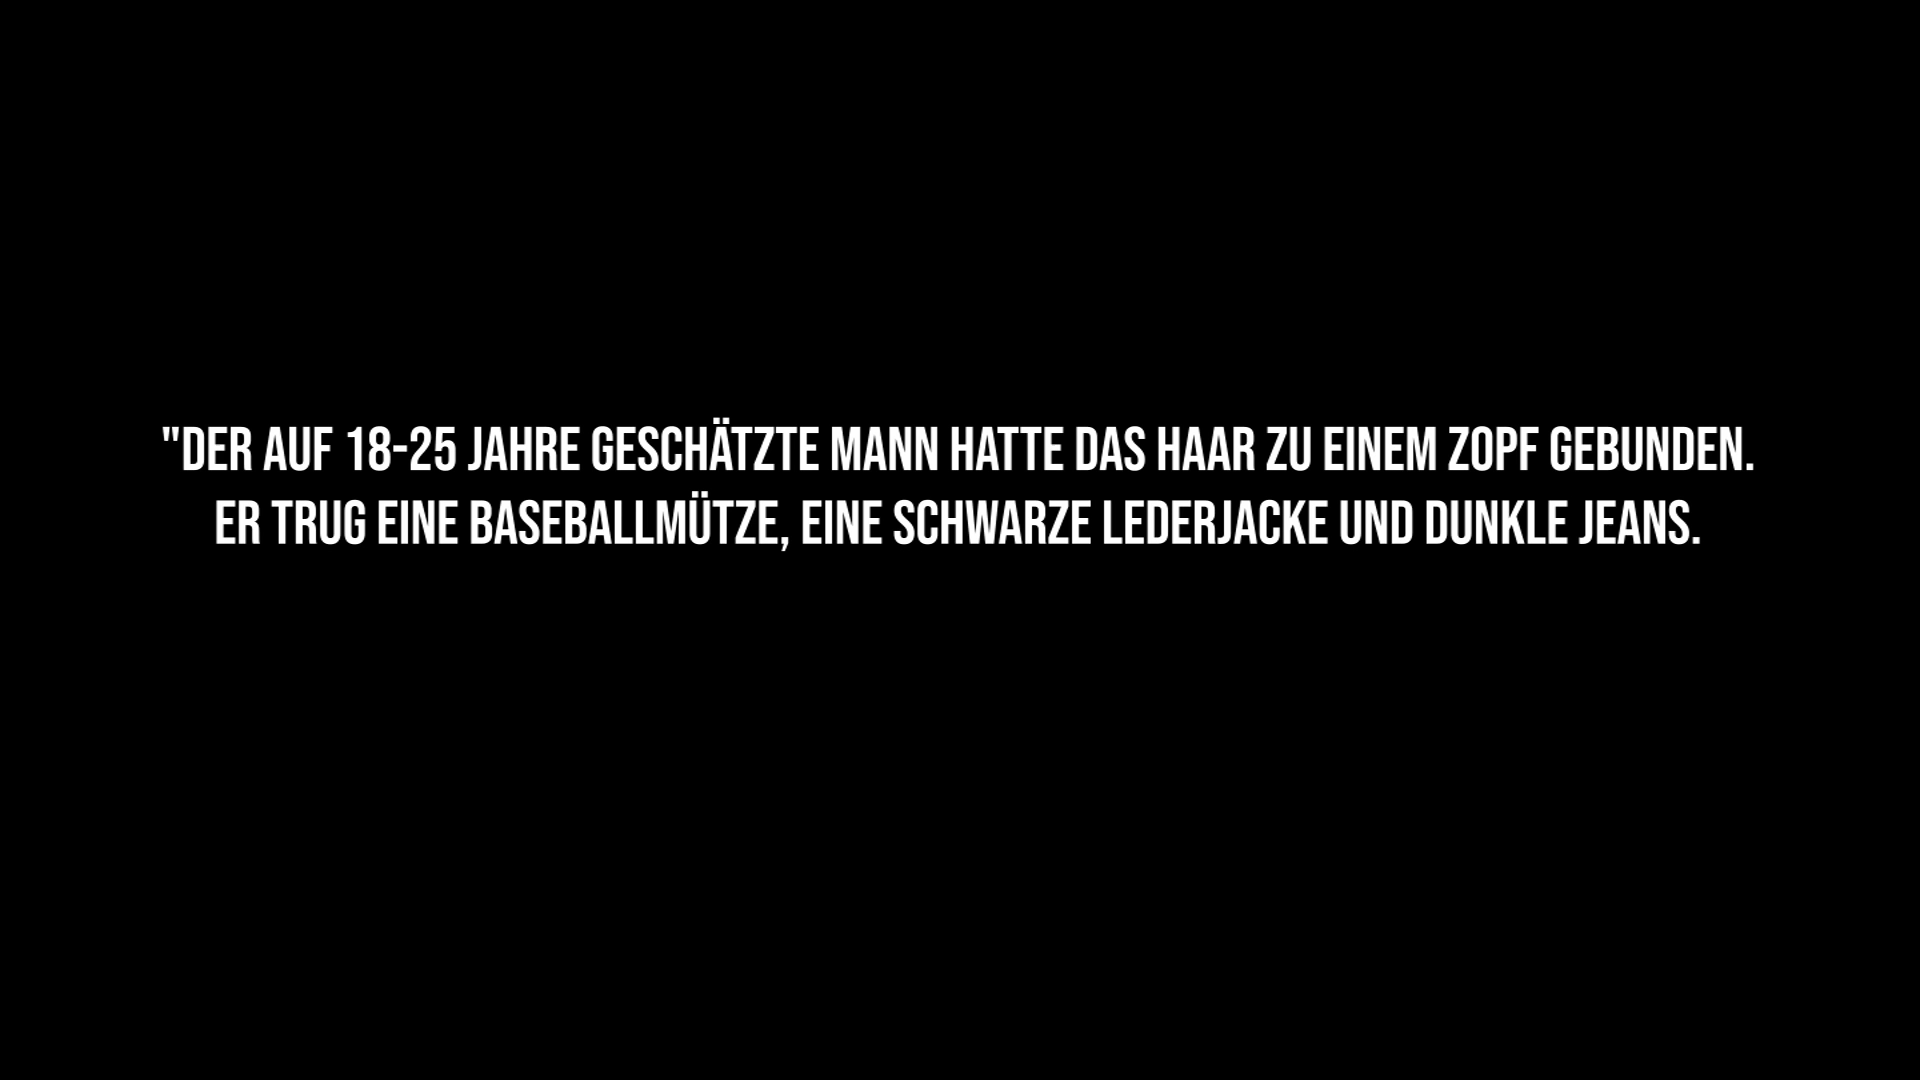 "DER AUF 18-25 JAHRE GESCHÄTZTE MANN HATTE DAS HAAR ZU EINEM ZOPF GEBUNDEN.
ER TRUG EINE BASEBALLMÜTZE, EINE SCHWARZE LEDERJACKE UND DUNKLE JEANS.